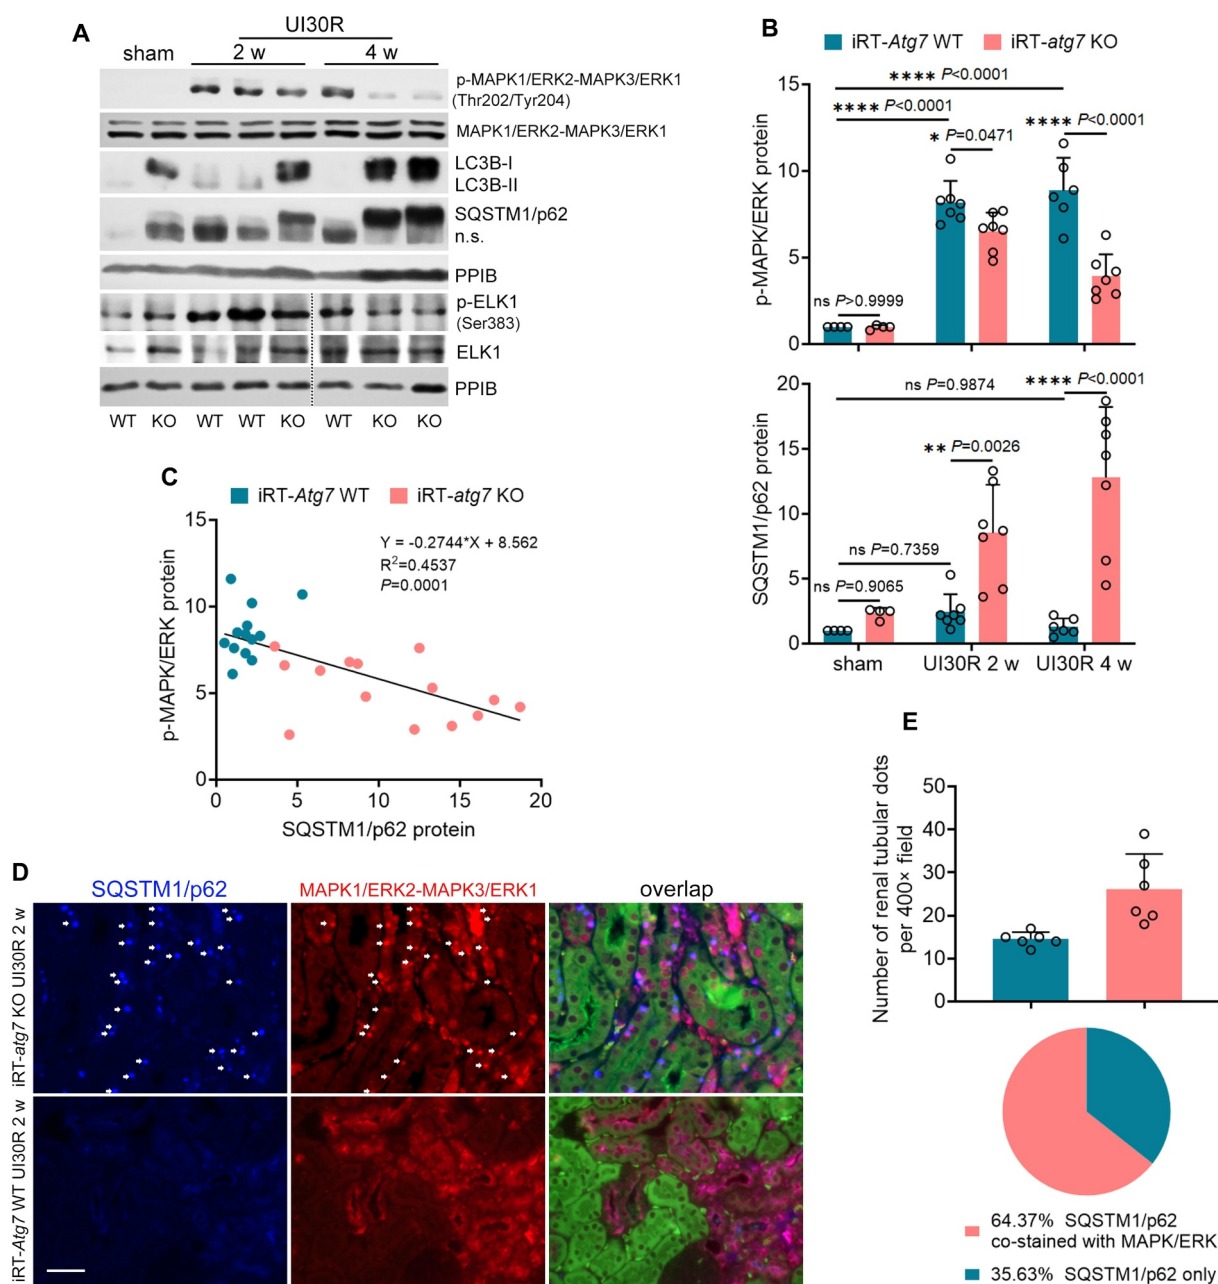 A
UI30R
sham 2 w 4 w
p-MAPK1/ERK2-MAPK3/ERK1
(Thr202/Tyr204)
MAPK1/ERK2-MAPK3/ERK1
LC3B-I
LC3B-II
SQSTM1/p62
n.s.
PPIB
p-ELK1
(Ser383)
ELK1
PPIB
WT KO WT WT KO WT KO KO
B
iRT-Atg7 WT iRT-atg7 KO
p-MAPK/ERK protein
15
10
5
0
**** P<0.0001
**** P<0.0001
* P=0.0471
**** P<0.0001
ns P>0.9999
SQSTM1/p62 protein
20
15
10
5
0
ns P=0.9874
**** P<0.0001
** P=0.0026
ns P=0.7359
ns P=0.9065
sham UI30R 2 w UI30R 4 w
C
iRT-Atg7 WT iRT-atg7 KO
p-MAPK/ERK protein
15
10
5
0
Y = -0.2744*X + 8.562
R2=0.4537
P=0.0001
0 5 10 15 20
SQSTM1/p62 protein
D
SQSTM1/p62 MAPK1/ERK2-MAPK3/ERK1 overlap
iRT-atg7 KO UI30R 2 w
iRT-Atg7 WT UI30R 2 w
E
Number of renal tubular dots
per 400× field
50
40
30
20
10
0
64.37% SQSTM1/p62
co-stained with MAPK/ERK
35.63% SQSTM1/p62 only